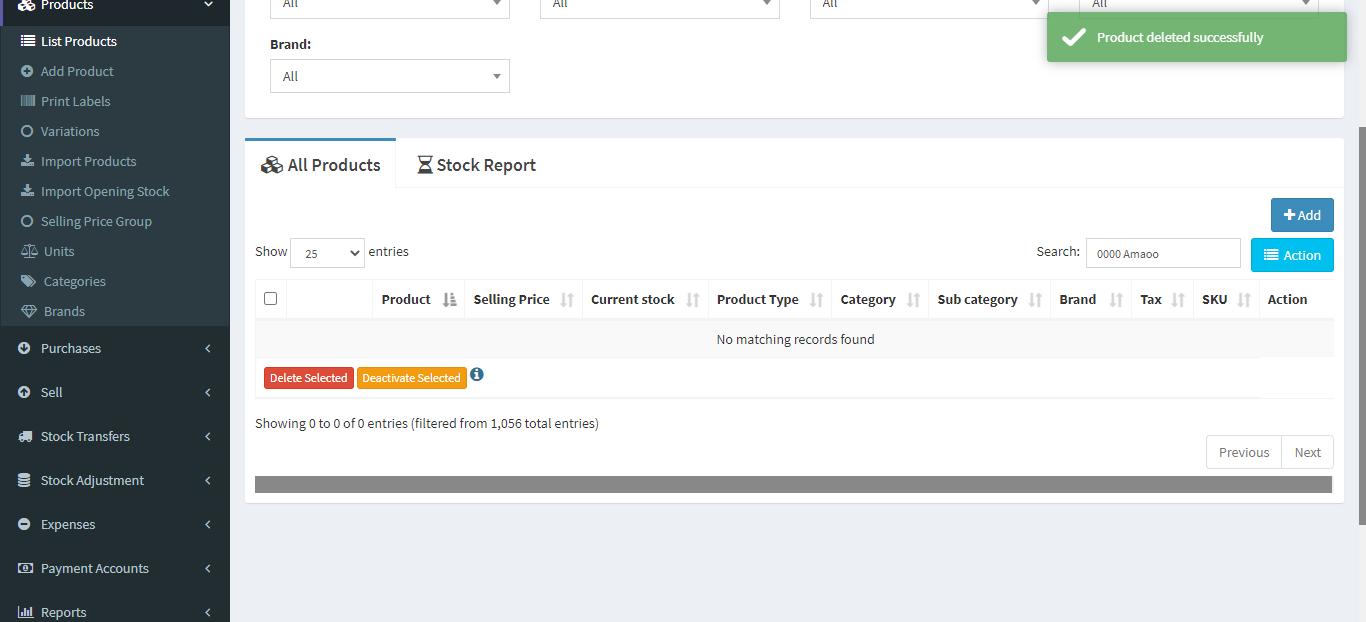 Products
List Products
Add Product
Print Labels
Variations
Import Products
Import Opening Stock
Selling Price Group
Units
Categories
Brands
Purchases
Sell
Stock Transfers
Stock Adjustment
Expenses
Payment Accounts
Reports
All All All All
Product deleted successfully
Brand:
All
All Products Stock Report
Add
Show 25 entries Search: 0000 Amaoo Action
Product Selling Price Current stock Product Type Category Sub category Brand Tax SKU Action
No matching records found
Delete Selected Deactivate Selected
Showing 0 to 0 of 0 entries (filtered from 1,056 total entries)
Previous Next